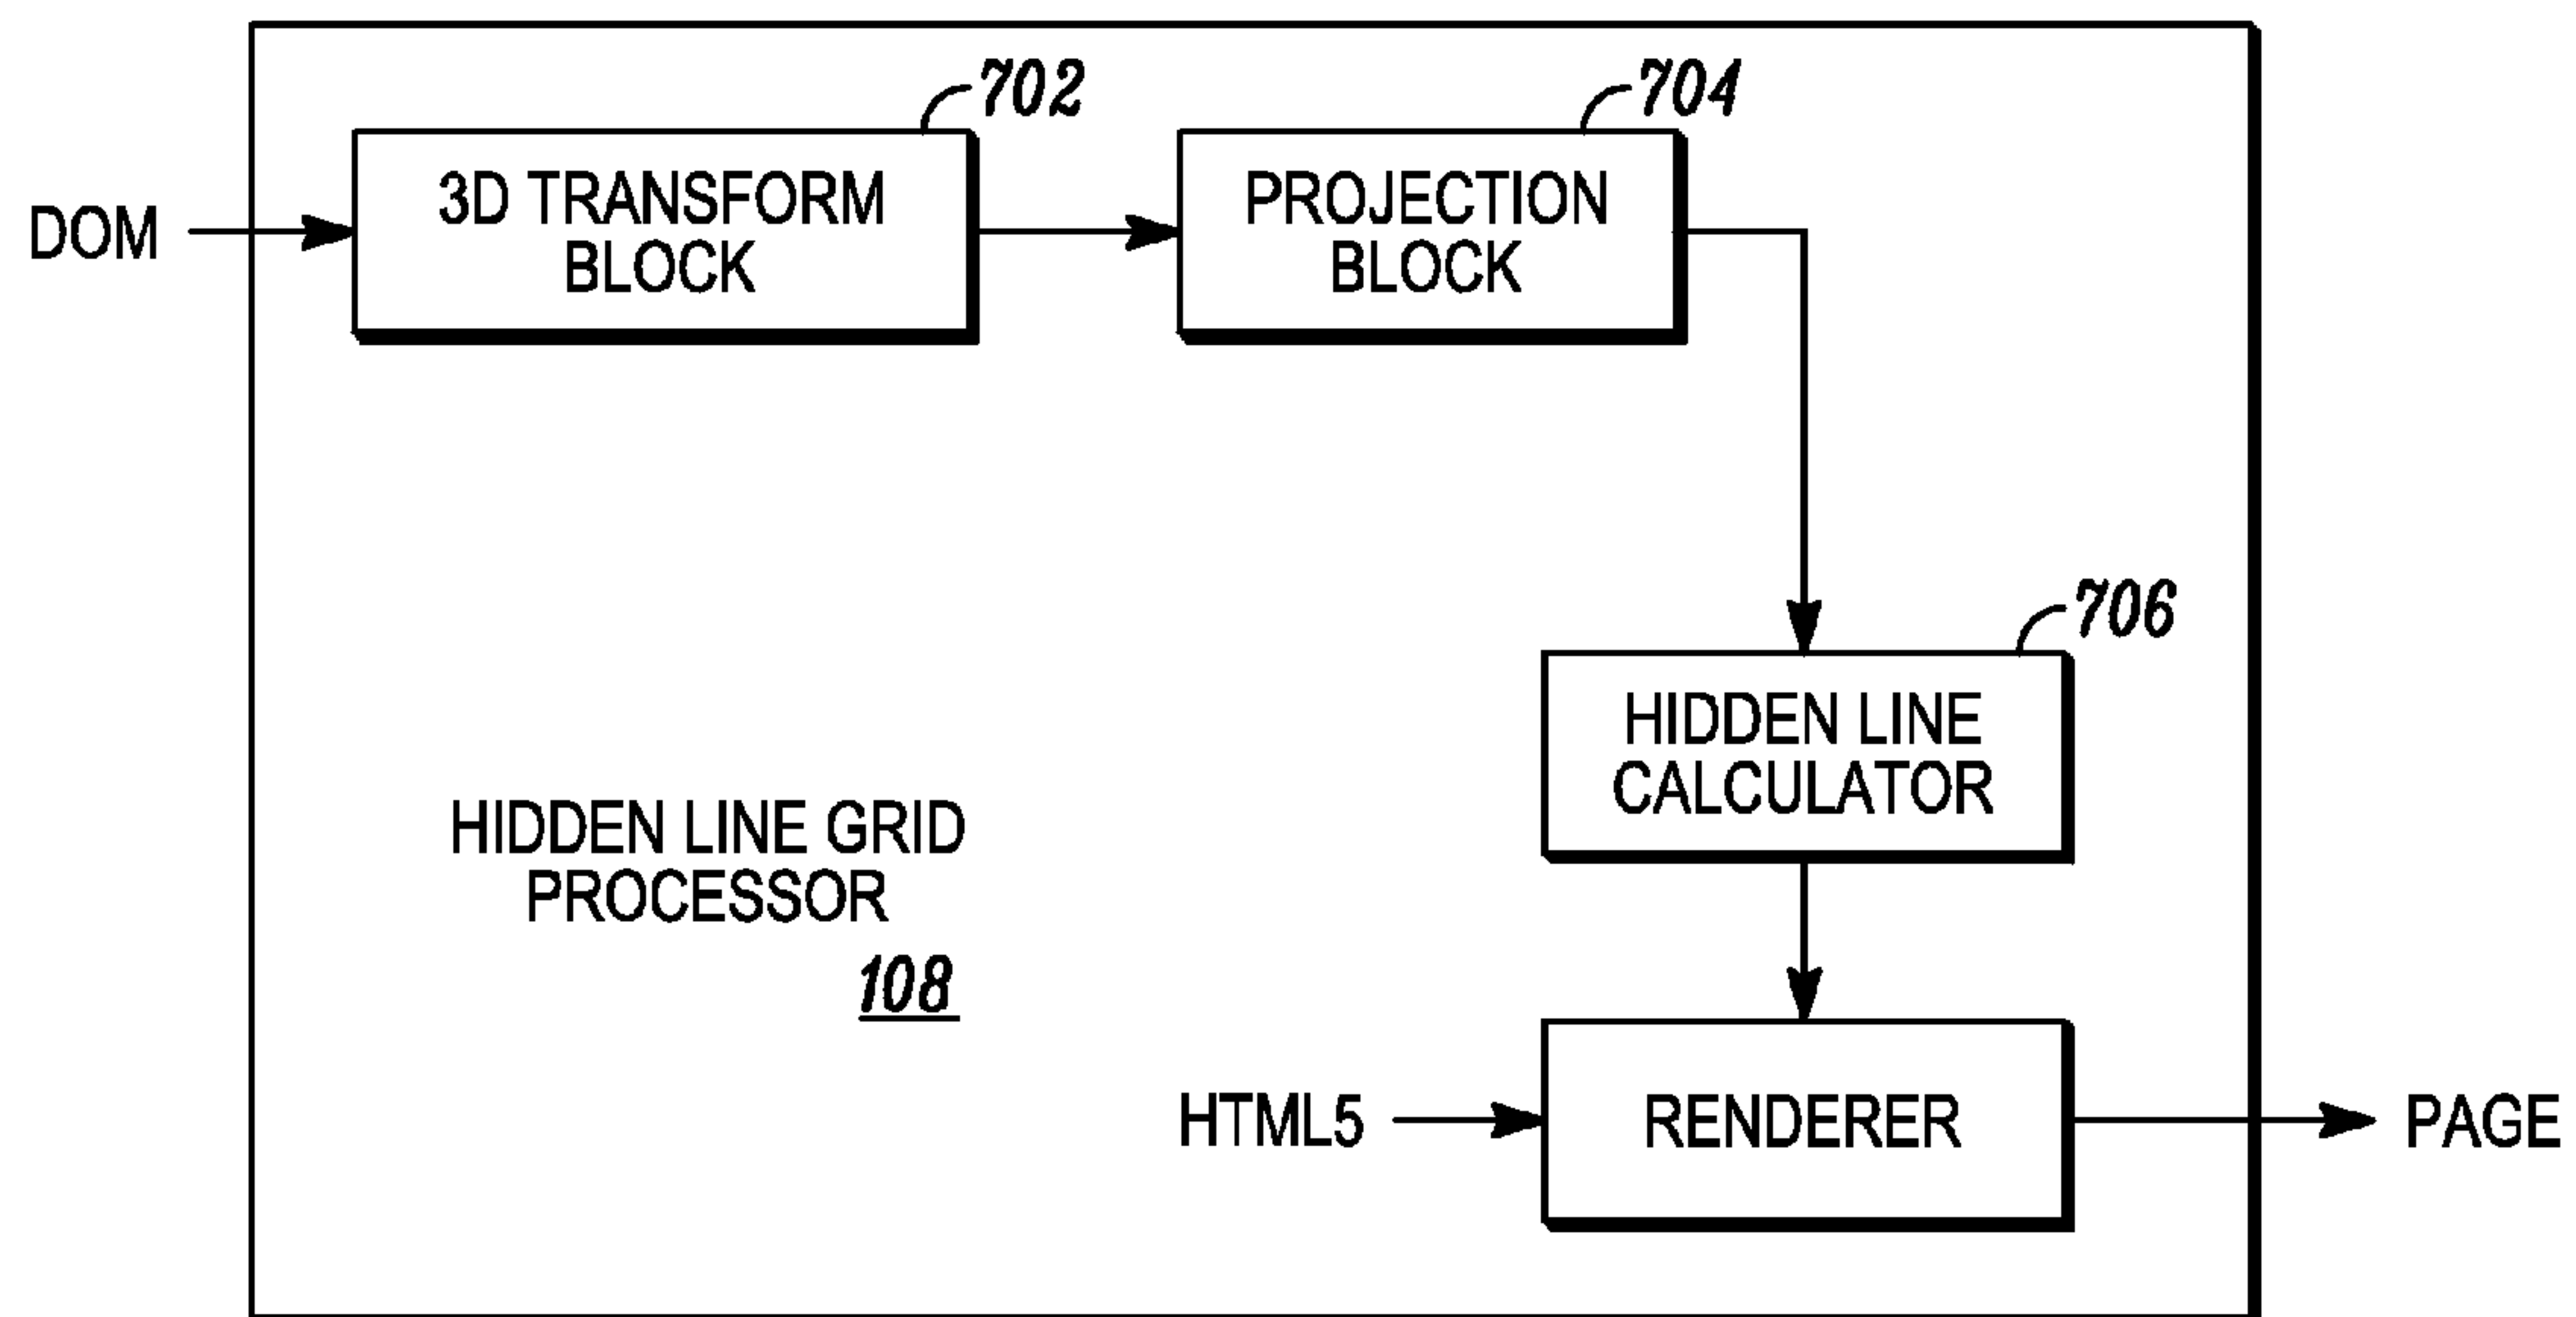 702
704
DOM
3D TRANSFORM
BLOCK
PROJECTION
BLOCK
706
HIDDEN LINE
CALCULATOR
HIDDEN LINE GRID
PROCESSOR
108
HTML5
RENDERER
PAGE